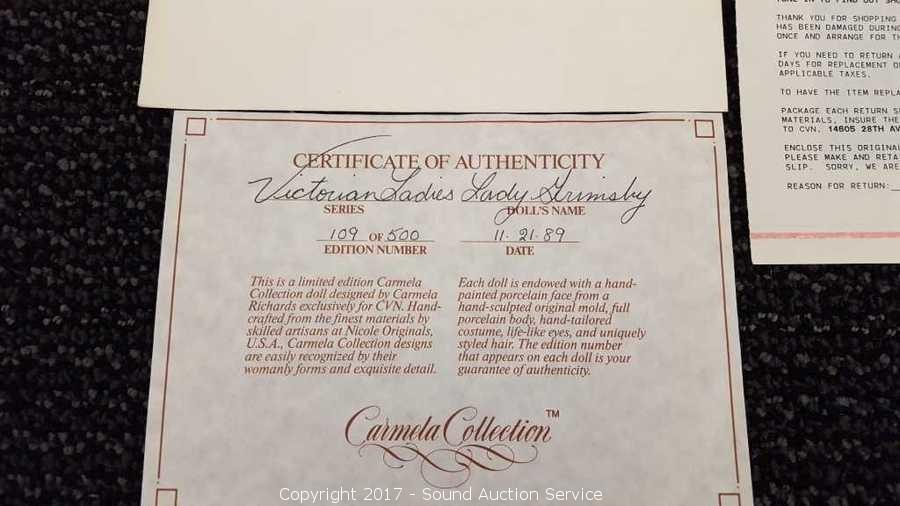 CERTIFICATE OF AUTHENTICITY
Victorian Ladies Lady Grimsby
SERIES DOLL'S NAME
109 OF 500 11-21-89
EDITION NUMBER DATE
This is a limited edition Carmela
Collection doll designed by Carmela
Richards exclusively for CVN. Hand-
crafted from the finest materials by
skilled artisans at Nicole Originals,
U.S.A., Carmela Collection designs
are easily recognized by their
womanly forms and exquisite detail.
Each doll is endowed with a hand-
painted porcelain face from a
hand-sculpted original mold, full
porcelain body, hand-tailored
costume, life-like eyes, and uniquely
styled hair. The edition number
that appears on each doll is your
guarantee of authenticity.
Carmela Collection™
THANK YOU FOR SHOPPING
HAS BEEN DAMAGED DURING
ONCE AND ARRANGE FOR
IF YOU NEED TO RETURN
DAYS FOR REPLACEMENT
APPLICABLE TAXES.
TO HAVE THE ITEM
PACKAGE EACH RETURN
MATERIALS, INSURE THE
TO CVN. 14605 28TH
ENCLOSE THIS ORIGINAL
PLEASE MAKE AND
SLIP. SORRY, WE ARE
REASON FOR RETURN:
Copyright 2017 - Sound Auction Service